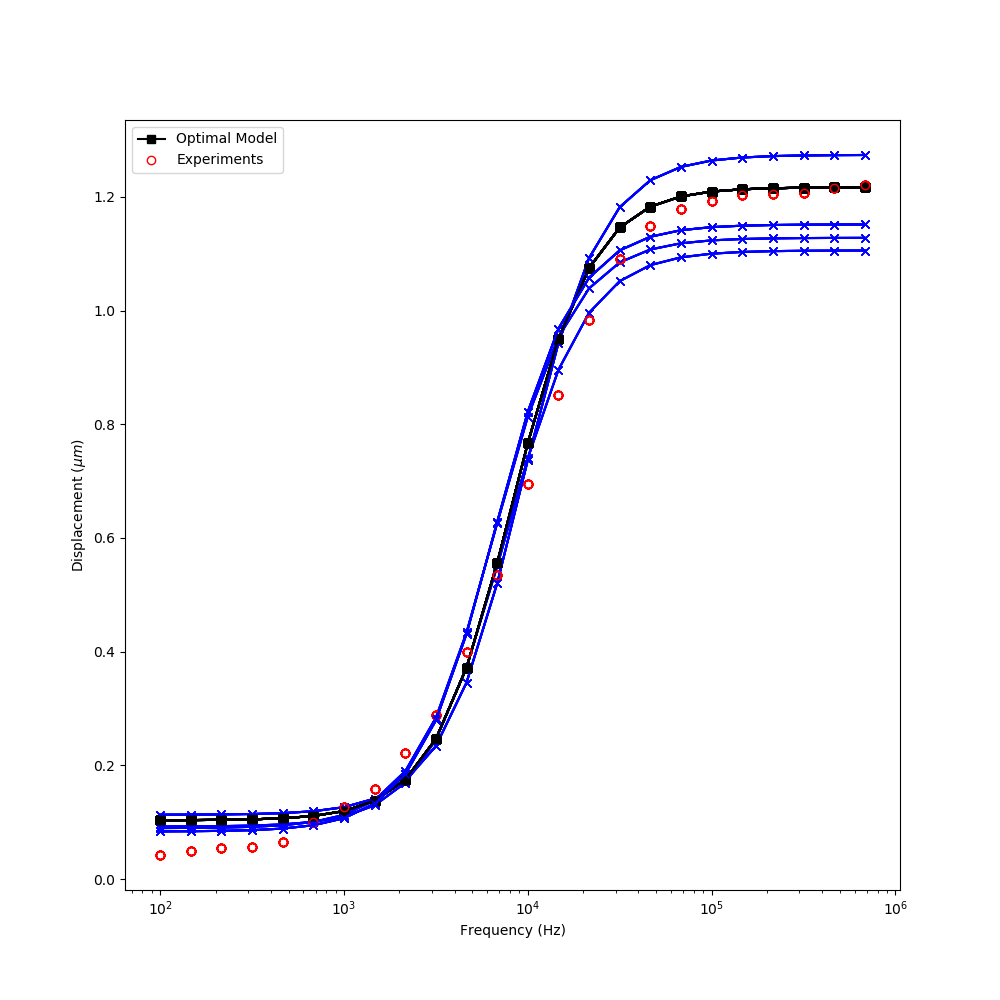 Optimal Model
Experiments
Displacement (μm)
1.2
1.0
0.8
0.6
0.4
0.2
0.0
10² 10³ 10⁴ 10⁵ 10⁶
Frequency (Hz)